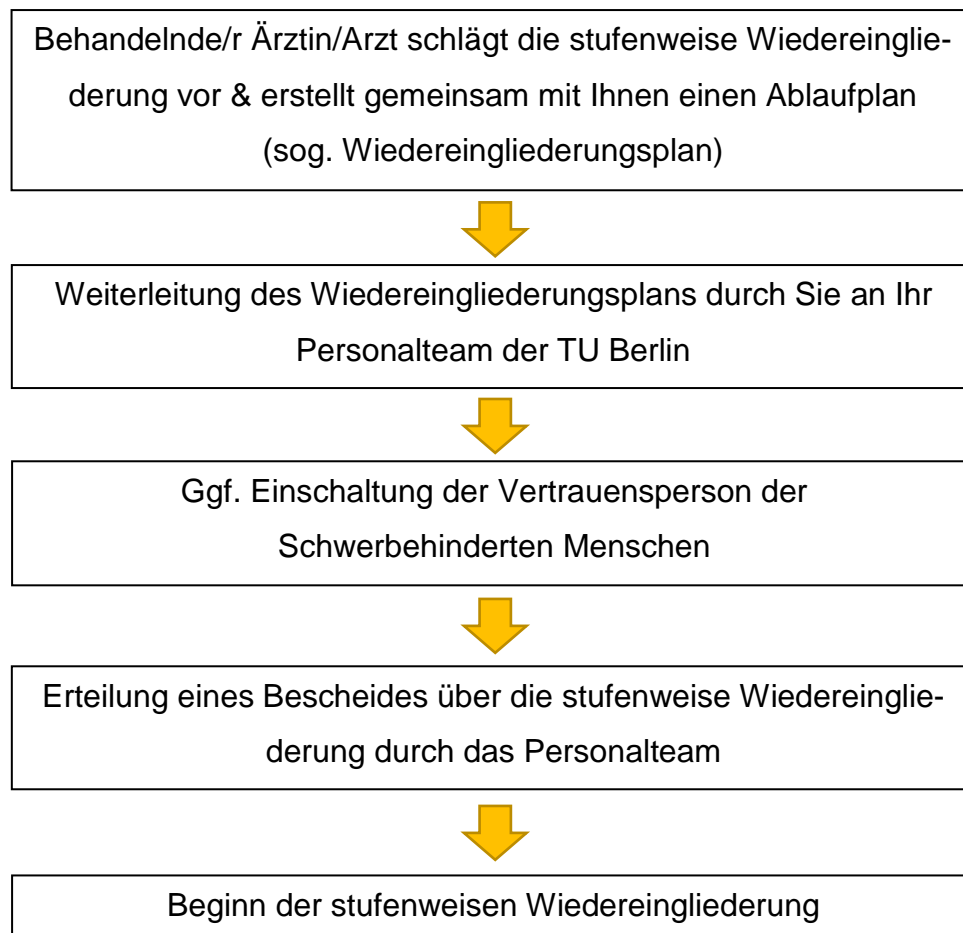 Behandelnde/r Ärztin/Arzt schlägt die stufenweise Wiedereinglie-
derung vor & erstellt gemeinsam mit Ihnen einen Ablaufplan
(sog. Wiedereingliederungsplan)
Weiterleitung des Wiedereingliederungsplans durch Sie an Ihr
Personalteam der TU Berlin
Ggf. Einschaltung der Vertrauensperson der
Schwerbehinderten Menschen
Erteilung eines Bescheides über die stufenweise Wiedereinglie-
derung durch das Personalteam
Beginn der stufenweisen Wiedereingliederung